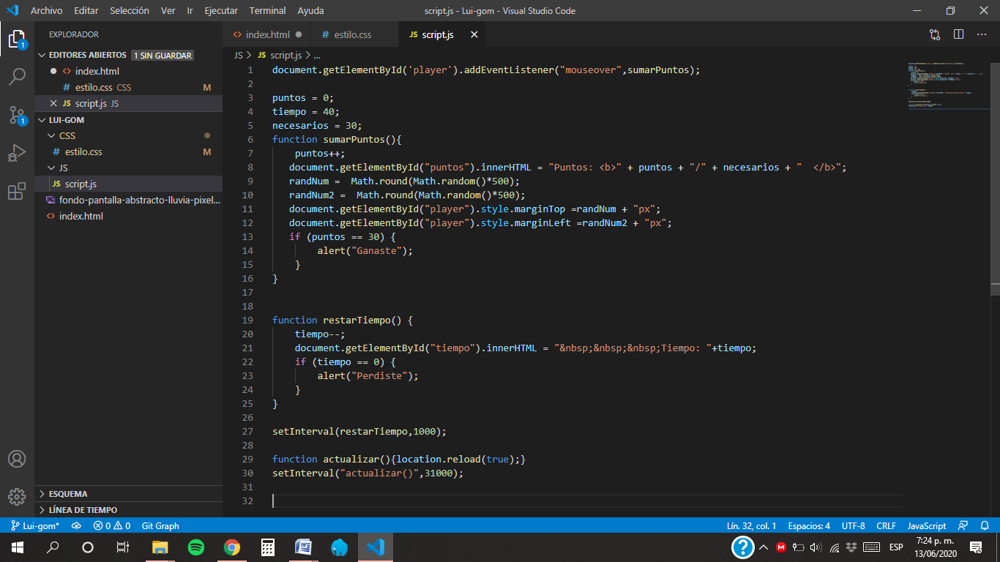 Archivo Editar Selección Ver Ir Ejecutar Terminal Ayuda
script.js - Lui-gom - Visual Studio Code
EXPLORADOR
EDITORES ABIERTOS 1 SIN GUARDAR
index.html
estilo.css CSS M
script.js JS
LUI-GOM
CSS
estilo.css M
JS
script.js
fondo-pantalla-abstracto-lluvia-pixel...
index.html
ESQUEMA
LÍNEA DE TIEMPO
1
1
index.html
estilo.css
script.js
JS > script.js > ...
1 document.getElementById('player').addEventListener("mouseover",sumarPuntos);
2
3 puntos = 0;
4 tiempo = 40;
5 necesarios = 30;
6 function sumarPuntos(){
7 puntos++;
8 document.getElementById("puntos").innerHTML = "Puntos: <b>" + puntos + "/" + necesarios + "  </b>";
9 randNum =  Math.round(Math.random()*500);
10 randNum2 =  Math.round(Math.random()*500);
11 document.getElementById("player").style.marginTop =randNum + "px";
12 document.getElementById("player").style.marginLeft =randNum2 + "px";
13 if (puntos == 30) {
14 alert("Ganaste");
15 }
16 }
17
18
19 function restarTiempo() {
20 tiempo--;
21 document.getElementById("tiempo").innerHTML = "&nbsp;&nbsp;&nbsp;Tiempo: "+tiempo;
22 if (tiempo == 0) {
23 alert("Perdiste");
24 }
25 }
26
27 setInterval(restarTiempo,1000);
28
29 function actualizar(){location.reload(true);}
30 setInterval("actualizar()",31000);
31
32
Lui-gom* 0 0 Git Graph
Lín. 32, col. 1 Espacios: 4 UTF-8 CRLF JavaScript
ESP
7:24 p. m.
13/06/2020